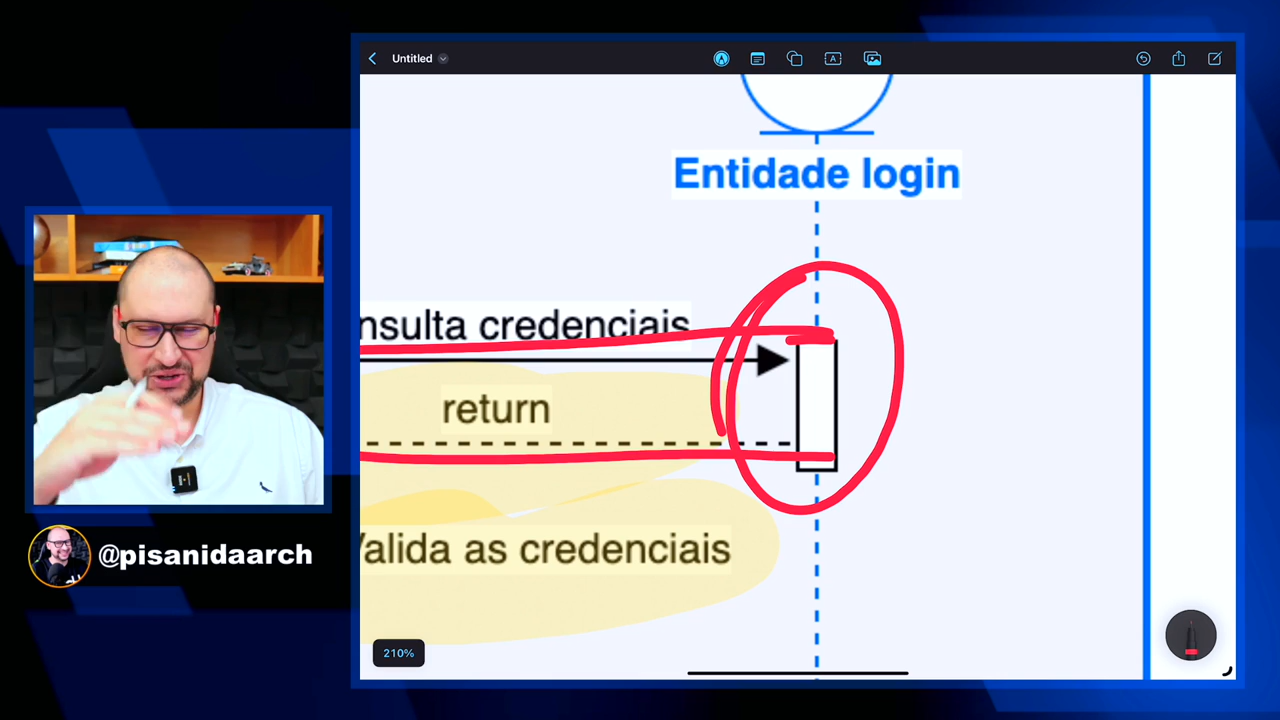 Untitled
Entidade login
nsulta credenciais
return
Valida as credenciais
@pisanidaarch
210%